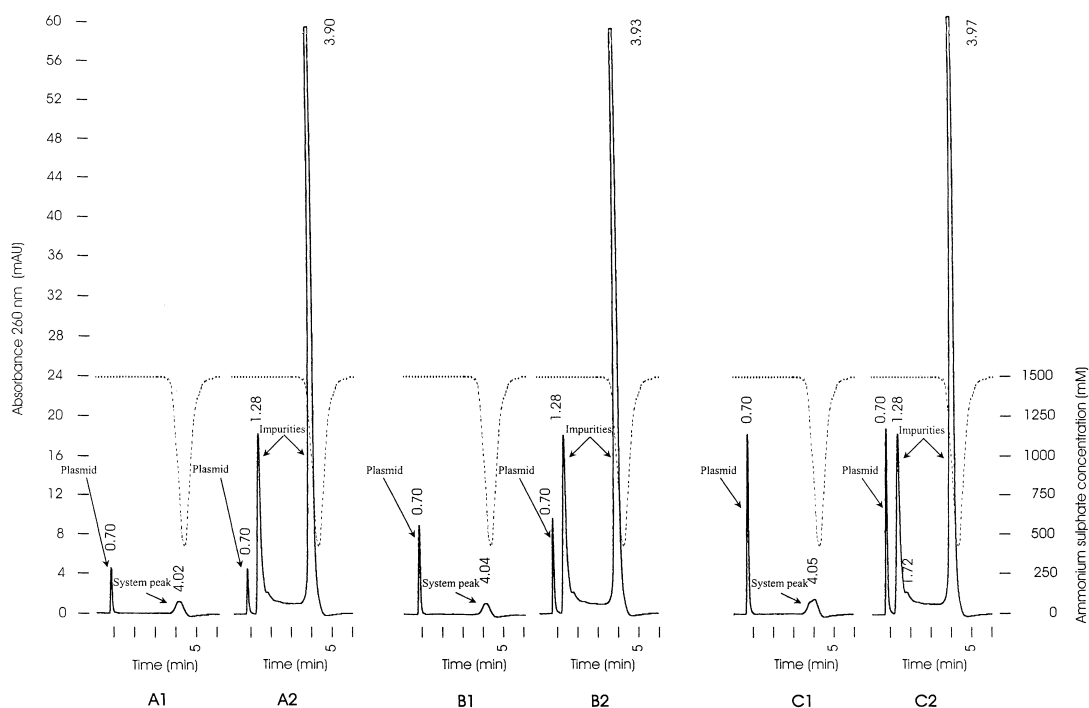 Absorbance 260 nm (mAU)
60
56
52
48
44
40
36
32
28
24
20
16
12
8
4
0
Plasmid
0.70
System peak
4.02
5
Time (min)
A1
Plasmid
0.70
1.28
Impurities
3.90
5
Time (min)
A2
Plasmid
0.70
System peak
4.04
5
Time (min)
B1
Plasmid
0.70
1.28
Impurities
3.93
5
Time (min)
B2
Plasmid
0.70
System peak
4.05
5
Time (min)
C1
Plasmid
0.70
1.28
Impurities
1.72
3.97
5
Time (min)
C2
1500
1250
1000
750
500
250
0
Ammonium sulphate concentration (mM)